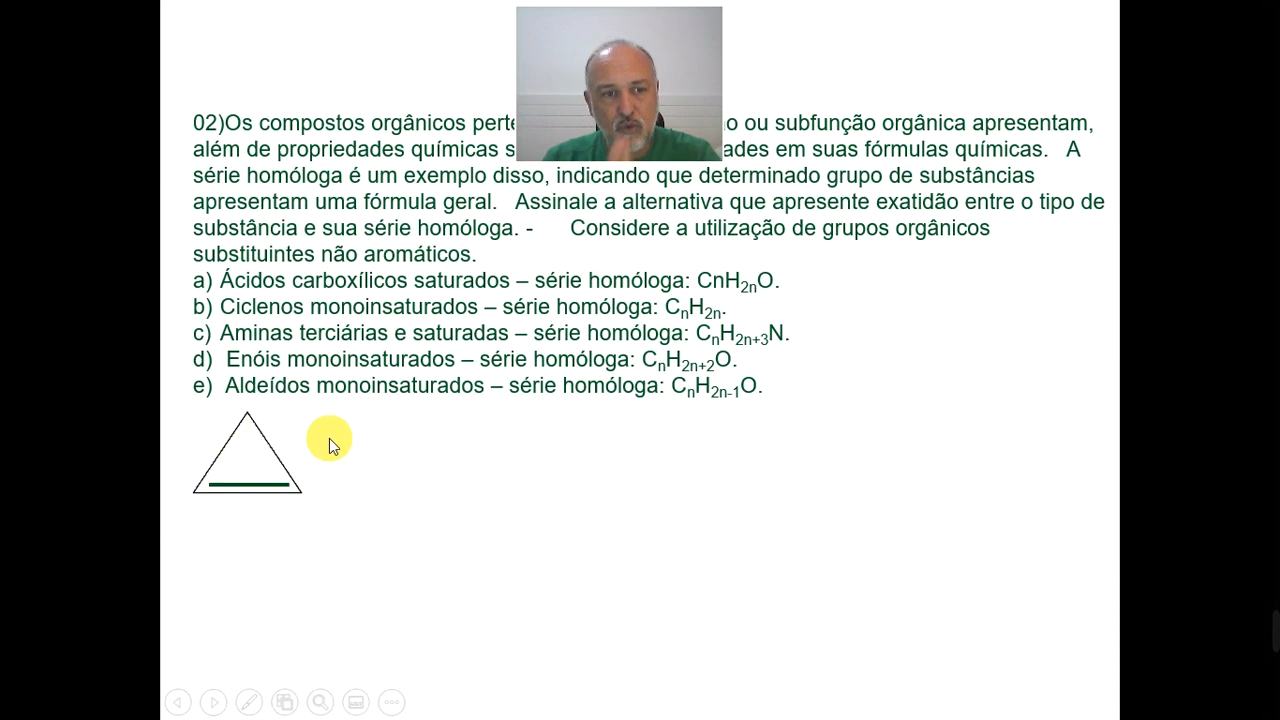 02)Os compostos orgânicos ou subfunção orgânica apresentam,
além de propriedades químicas em suas fórmulas químicas. A
série homóloga é um exemplo disso, indicando que determinado grupo de substâncias
apresentam uma fórmula geral. Assinale a alternativa que apresente exatidão entre o tipo de
substância e sua série homóloga. - Considere a utilização de grupos orgânicos
substituintes não aromáticos.
a) Ácidos carboxílicos saturados – série homóloga: CnH₂ₙO.
b) Ciclenos monoinsaturados – série homóloga: CₙH₂ₙ.
c) Aminas terciárias e saturadas – série homóloga: CₙH₂ₙ₊₃N.
d) Enóis monoinsaturados – série homóloga: CₙH₂ₙ₊₂O.
e) Aldeídos monoinsaturados – série homóloga: CₙH₂ₙ₋₁O.